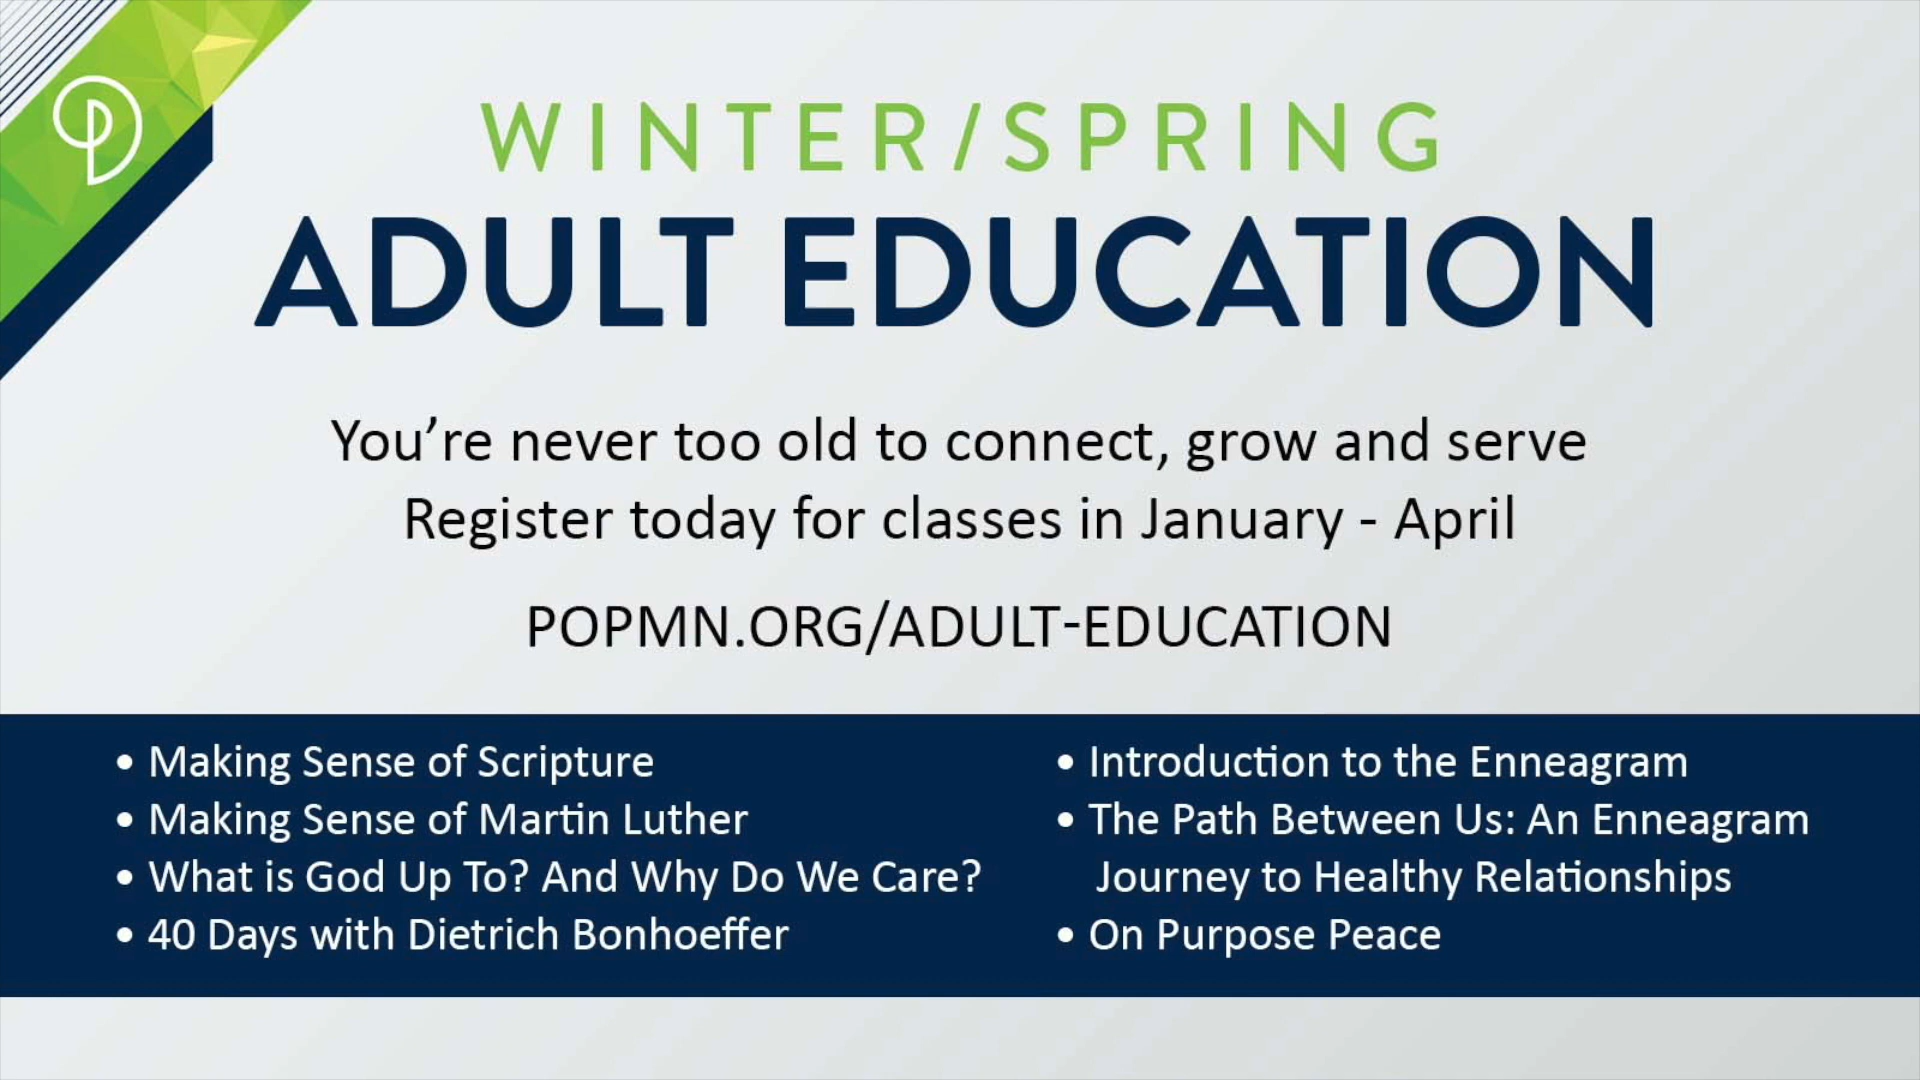 WINTER/SPRING
ADULT EDUCATION
You’re never too old to connect, grow and serve
Register today for classes in January - April
POPMN.ORG/ADULT-EDUCATION
• Making Sense of Scripture
• Making Sense of Martin Luther
• What is God Up To? And Why Do We Care?
• 40 Days with Dietrich Bonhoeffer
• Introduction to the Enneagram
• The Path Between Us: An Enneagram
Journey to Healthy Relationships
• On Purpose Peace